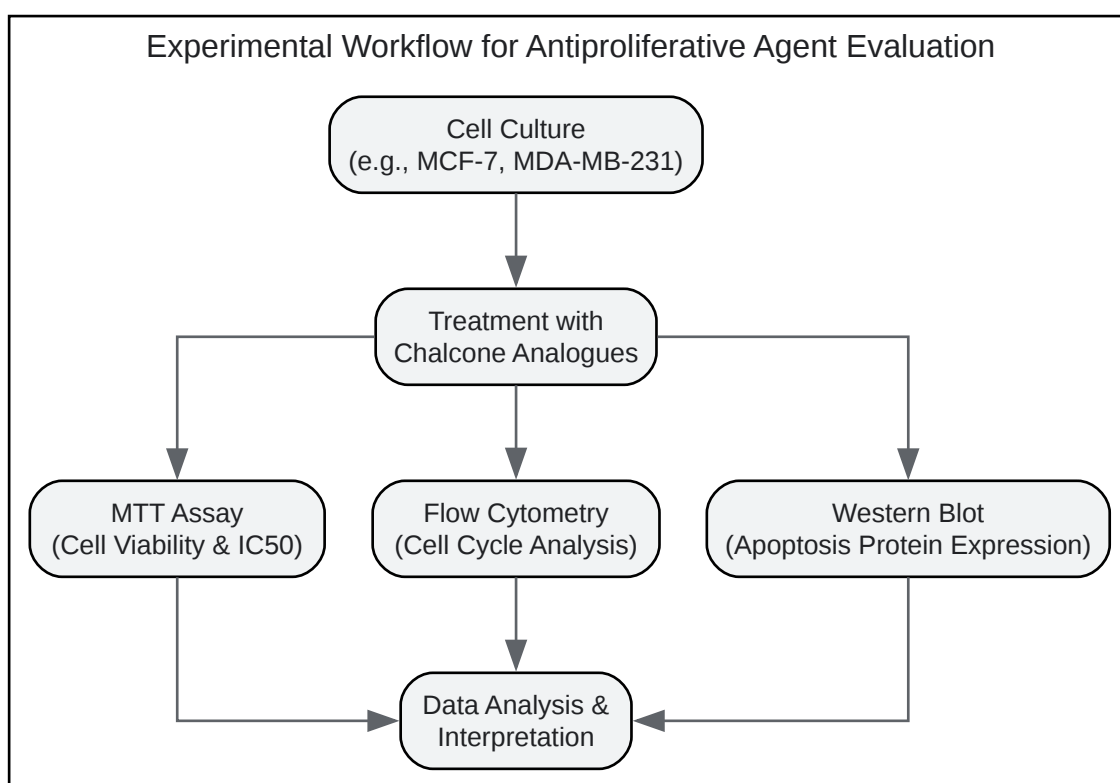 Experimental Workflow for Antiproliferative Agent Evaluation
Cell Culture
(e.g., MCF-7, MDA-MB-231)
Treatment with
Chalcone Analogues
MTT Assay
(Cell Viability & IC50)
Flow Cytometry
(Cell Cycle Analysis)
Western Blot
(Apoptosis Protein Expression)
Data Analysis &
Interpretation